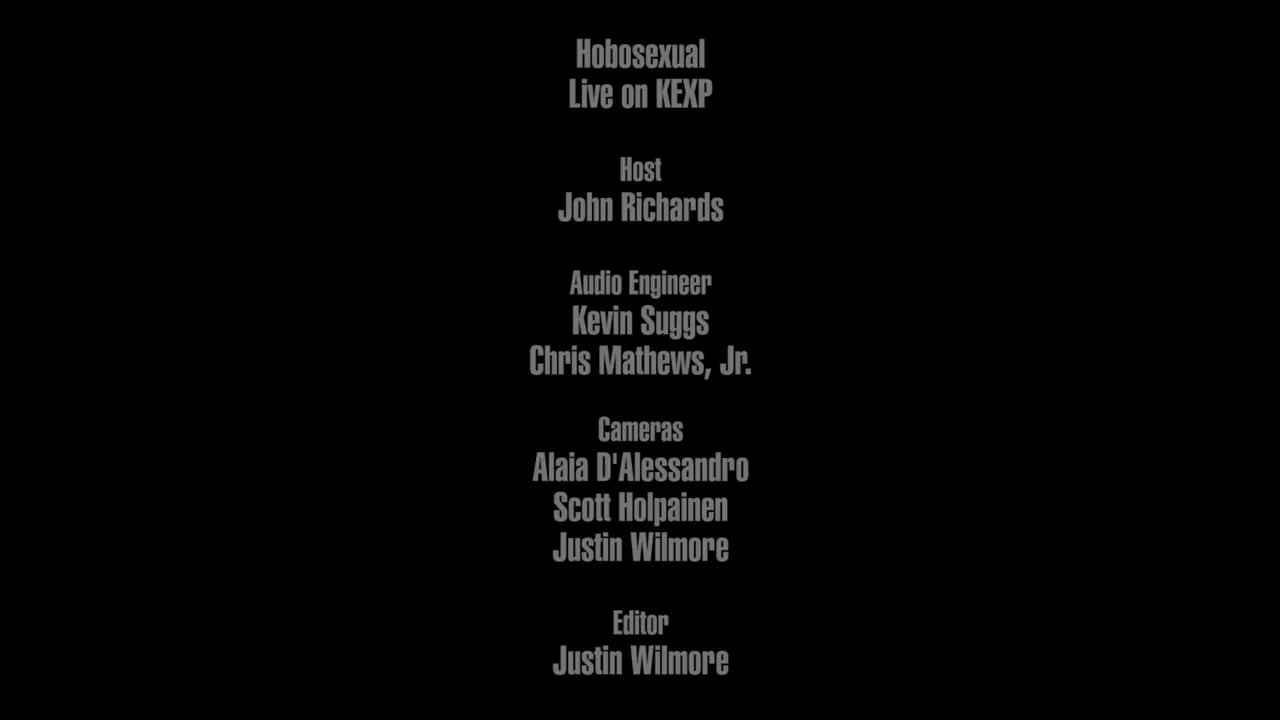 Hobosexual
Live on KEXP
Host
John Richards
Audio Engineer
Kevin Suggs
Chris Mathews, Jr.
Cameras
Alaia D'Alessandro
Scott Holpainen
Justin Wilmore
Editor
Justin Wilmore